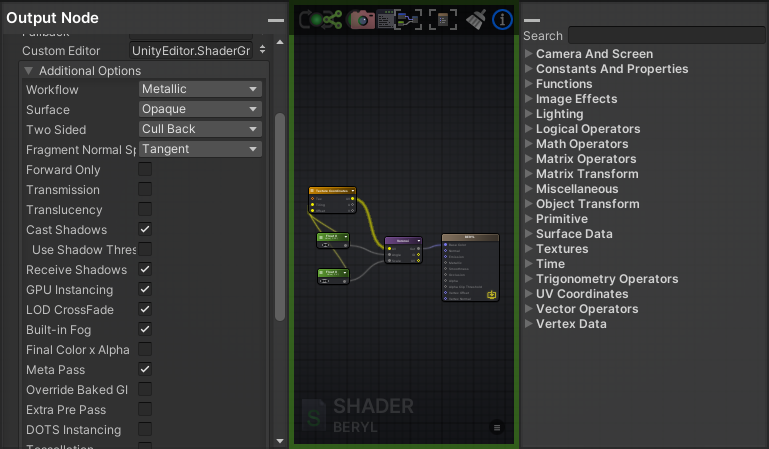 Output Node
Custom Editor
UnityEditor.ShaderGr
Additional Options
Workflow
Metallic
Surface
Opaque
Two Sided
Cull Back
Fragment Normal Sp
Tangent
Forward Only
Transmission
Translucency
Cast Shadows
Use Shadow Thres
Receive Shadows
GPU Instancing
LOD CrossFade
Built-in Fog
Final Color x Alpha
Meta Pass
Override Baked GI
Extra Pre Pass
DOTS Instancing
Texture Coordinates
SHADER
BERYL
Search
Camera And Screen
Constants And Properties
Functions
Image Effects
Lighting
Logical Operators
Math Operators
Matrix Operators
Matrix Transform
Miscellaneous
Object Transform
Primitive
Surface Data
Textures
Time
Trigonometry Operators
UV Coordinates
Vector Operators
Vertex Data